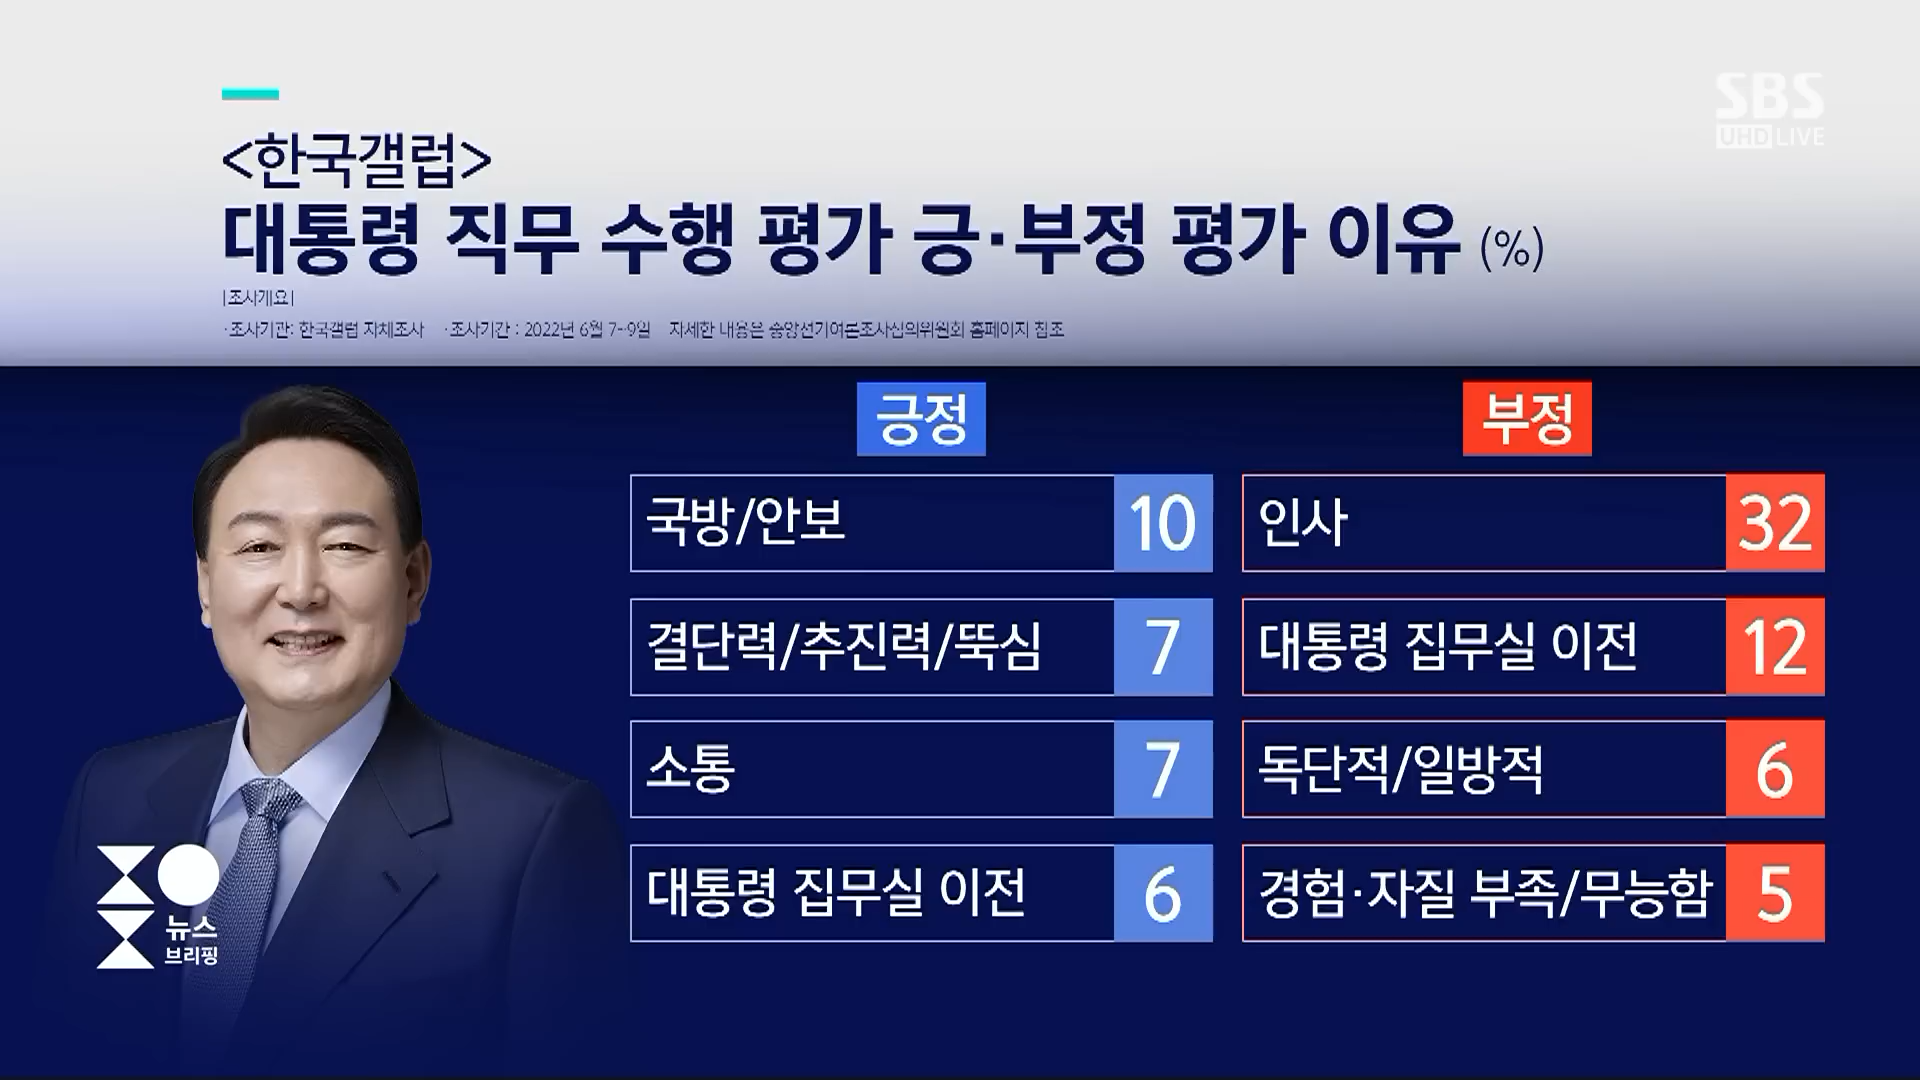 SBS
UHD LIVE
<한국갤럽>
대통령 직무 수행 평가 긍·부정 평가 이유 (%)
|조사개요|
·조사기관: 한국갤럽 자체조사 ·조사기간 : 2022년 6월 7~9일 자세한 내용은 중앙선거여론조사심의위원회 홈페이지 참조
긍정 부정
국방/안보 10 인사 32
결단력/추진력/뚝심 7 대통령 집무실 이전 12
소통 7 독단적/일방적 6
대통령 집무실 이전 6 경험·자질 부족/무능함 5
뉴스
브리핑